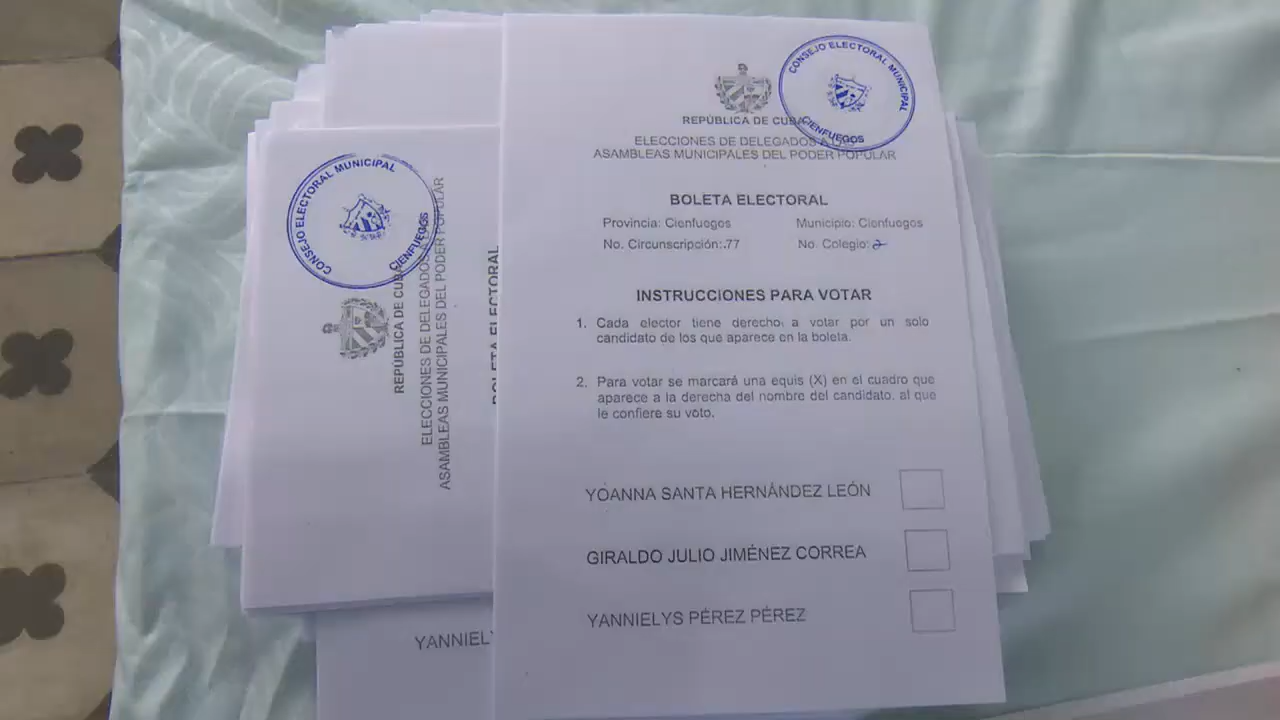 CONSEJO ELECTORAL MUNICIPAL
CIENFUEGOS
REPÚBLICA DE CUBA
ELECCIONES DE DELEGADOS A
ASAMBLEAS MUNICIPALES DEL PODER POPULAR
BOLETA ELECTORAL
Provincia: Cienfuegos Municipio: Cienfuegos
No. Circunscripción: 77 No. Colegio: 2
INSTRUCCIONES PARA VOTAR
1. Cada elector tiene derecho a votar por un solo
candidato de los que aparece en la boleta.
2. Para votar se marcará una equis (X) en el cuadro que
aparece a la derecha del nombre del candidato, al que
le confiere su voto.
YOANNA SANTA HERNÁNDEZ LEÓN
GIRALDO JULIO JIMÉNEZ CORREA
YANNIELYS PÉREZ PÉREZ
CONSEJO ELECTORAL MUNICIPAL
CIENFUEGOS
REPÚBLICA DE CUBA
ELECCIONES DE DELEGADOS
ASAMBLEAS MUNICIPALES DEL PODER POPULAR
BOLETA ELECTORAL
YANNIELY